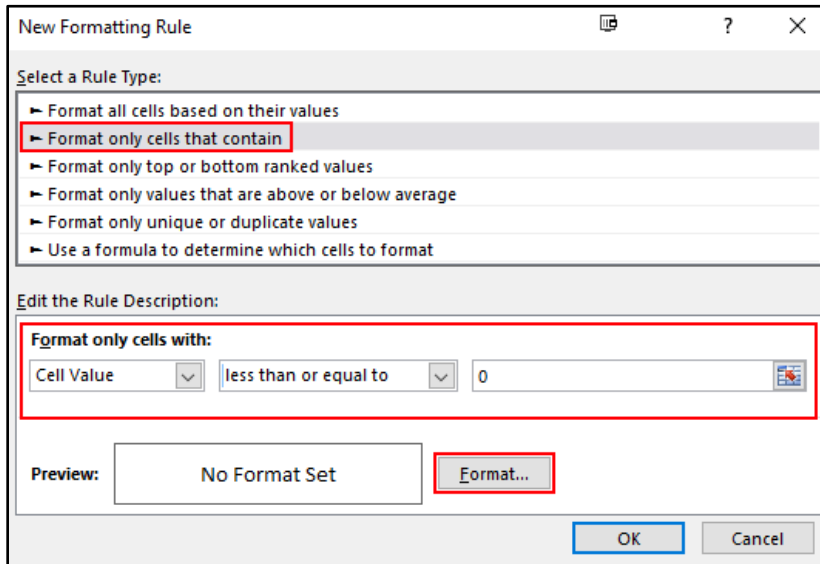 New Formatting Rule ?
Select a Rule Type:
► Format all cells based on their values
► Format only cells that contain
► Format only top or bottom ranked values
► Format only values that are above or below average
► Format only unique or duplicate values
► Use a formula to determine which cells to format
Edit the Rule Description:
Format only cells with:
Cell Value less than or equal to 0
Preview: No Format Set Format...
OK Cancel